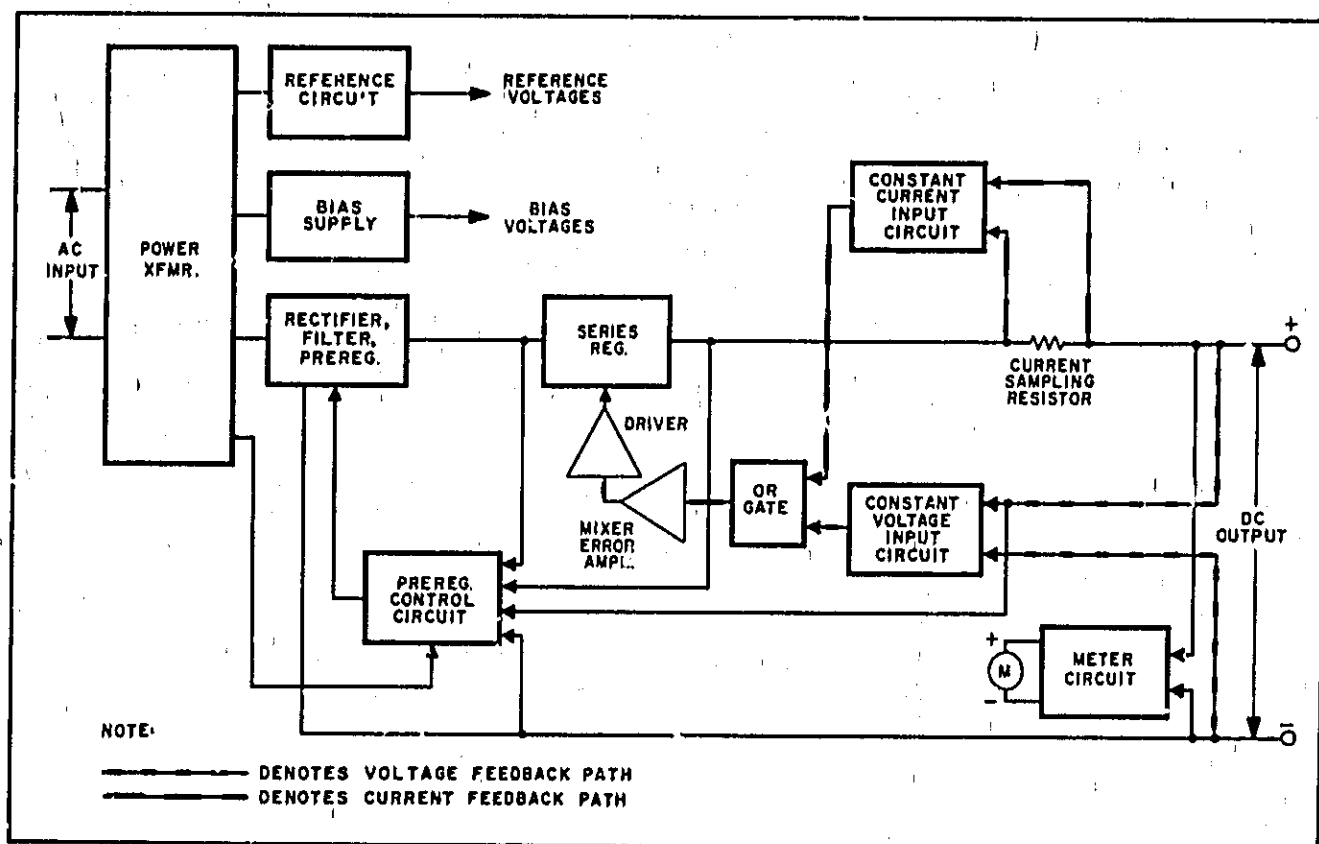 REFERENCE
CIRCU'T
REFERENCE
VOLTAGES
BIAS
SUPPLY
BIAS
VOLTAGES
AC
INPUT
POWER
XFMR.
RECTIFIER,
FILTER,
PREREG.
SERIES
REG.
CONSTANT
CURRENT
INPUT
CIRCUIT
+
CURRENT
SAMPLING
RESISTOR
DRIVER
MIXER
ERROR
AMPL.
OR
GATE
CONSTANT
VOLTAGE
INPUT
CIRCUIT
DC
OUTPUT
PREREG.
CONTROL
CIRCUIT
+
M
-
METER
CIRCUIT
-
NOTE:
DENOTES VOLTAGE FEEDBACK PATH
DENOTES CURRENT FEEDBACK PATH